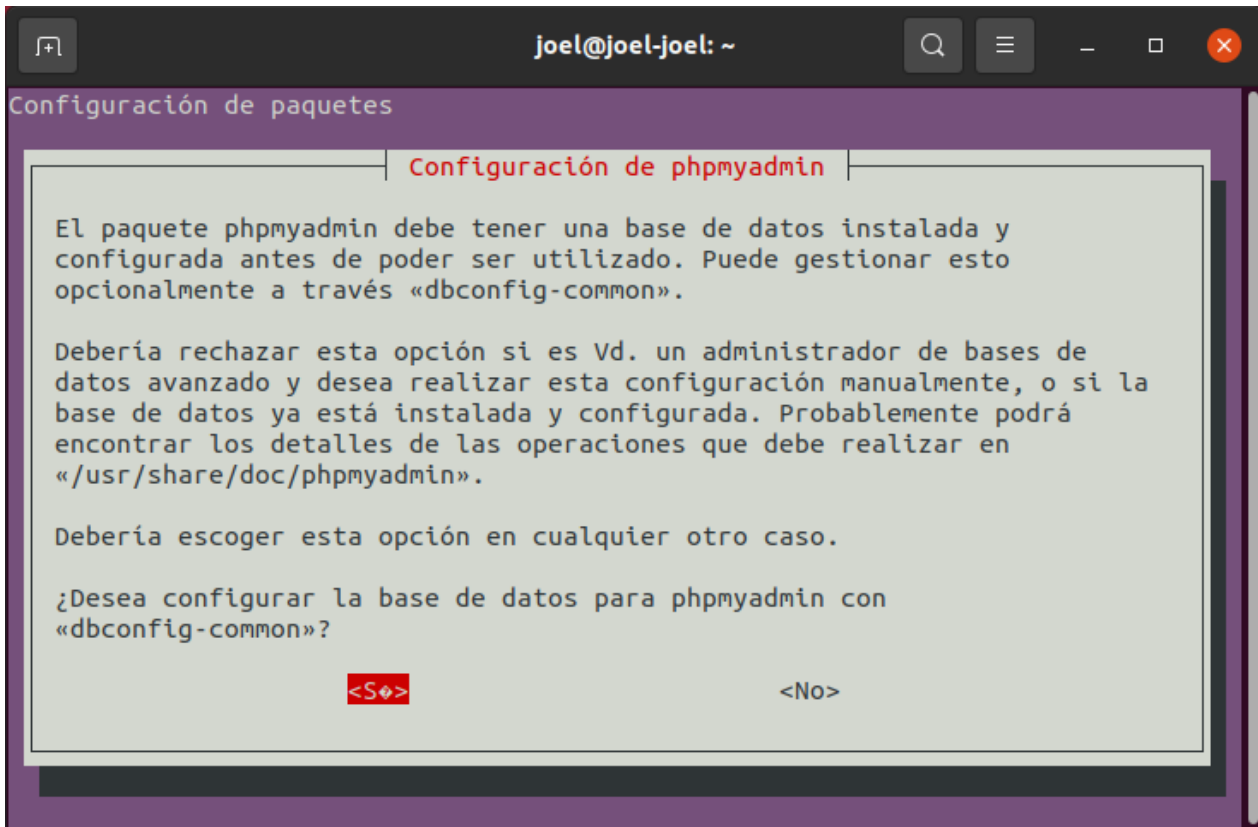 joel@joel-joel: ~
Configuración de paquetes
Configuración de phpmyadmin
El paquete phpmyadmin debe tener una base de datos instalada y
configurada antes de poder ser utilizado. Puede gestionar esto
opcionalmente a través «dbconfig-common».
Debería rechazar esta opción si es Vd. un administrador de bases de
datos avanzado y desea realizar esta configuración manualmente, o si la
base de datos ya está instalada y configurada. Probablemente podrá
encontrar los detalles de las operaciones que debe realizar en
«/usr/share/doc/phpmyadmin».
Debería escoger esta opción en cualquier otro caso.
¿Desea configurar la base de datos para phpmyadmin con
«dbconfig-common»?
<S�> <No>